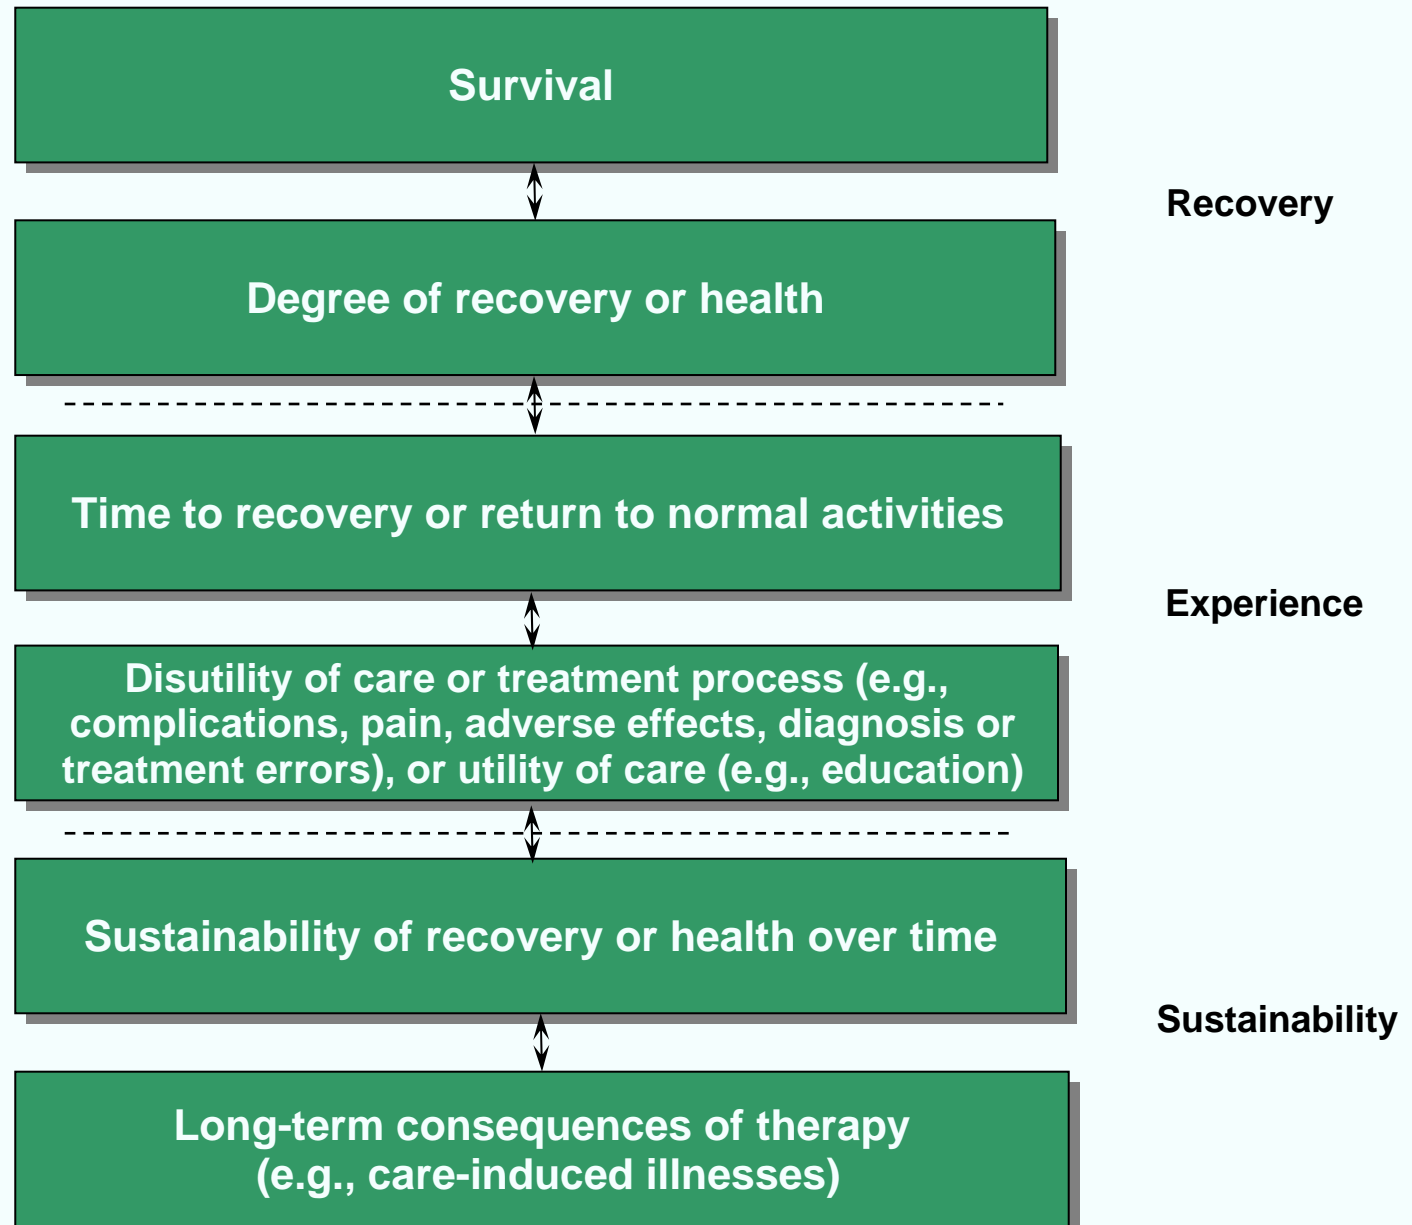 Survival
Recovery
Degree of recovery or health
Time to recovery or return to normal activities
Experience
Disutility of care or treatment process (e.g.,
complications, pain, adverse effects, diagnosis or
treatment errors), or utility of care (e.g., education)
Sustainability of recovery or health over time
Sustainability
Long-term consequences of therapy
(e.g., care-induced illnesses)